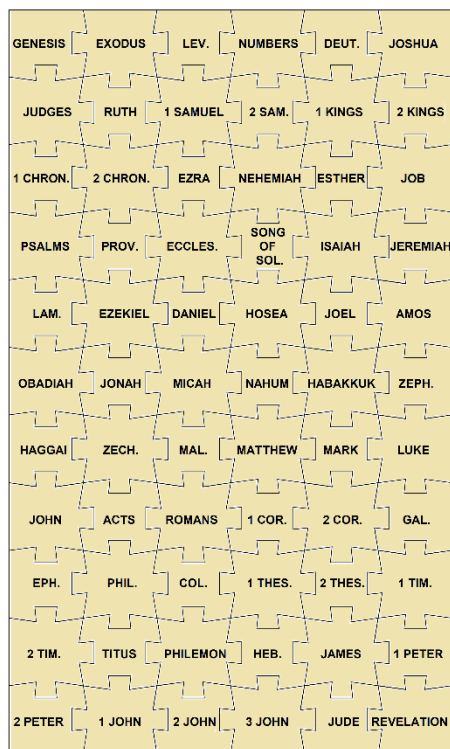 GENESIS EXODUS LEV. NUMBERS DEUT. JOSHUA
JUDGES RUTH 1 SAMUEL 2 SAM. 1 KINGS 2 KINGS
1 CHRON. 2 CHRON. EZRA NEHEMIAH ESTHER JOB
PSALMS PROV. ECCLES. SONG OF SOL. ISAIAH JEREMIAH
LAM. EZEKIEL DANIEL HOSEA JOEL AMOS
OBADIAH JONAH MICAH NAHUM HABAKKUK ZEPH.
HAGGAI ZECH. MAL. MATTHEW MARK LUKE
JOHN ACTS ROMANS 1 COR. 2 COR. GAL.
EPH. PHIL. COL. 1 THES. 2 THES. 1 TIM.
2 TIM. TITUS PHILEMON HEB. JAMES 1 PETER
2 PETER 1 JOHN 2 JOHN 3 JOHN JUDE REVELATION